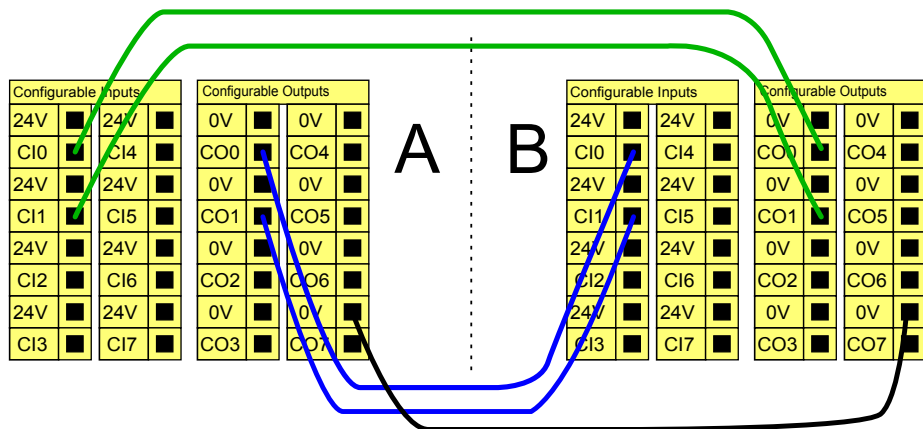 Configurable Inputs
24V 24V
CI0 CI4
24V 24V
CI1 CI5
24V 24V
CI2 CI6
24V 24V
CI3 CI7
Configurable Outputs
0V 0V
CO0 CO4
0V 0V
CO1 CO5
0V 0V
CO2 CO6
0V 0V
CO3 CO7
A
B
Configurable Inputs
24V 24V
CI0 CI4
24V 24V
CI1 CI5
24V 24V
CI2 CI6
24V 24V
CI3 CI7
Configurable Outputs
0V 0V
CO0 CO4
0V 0V
CO1 CO5
0V 0V
CO2 CO6
0V 0V
CO3 CO7